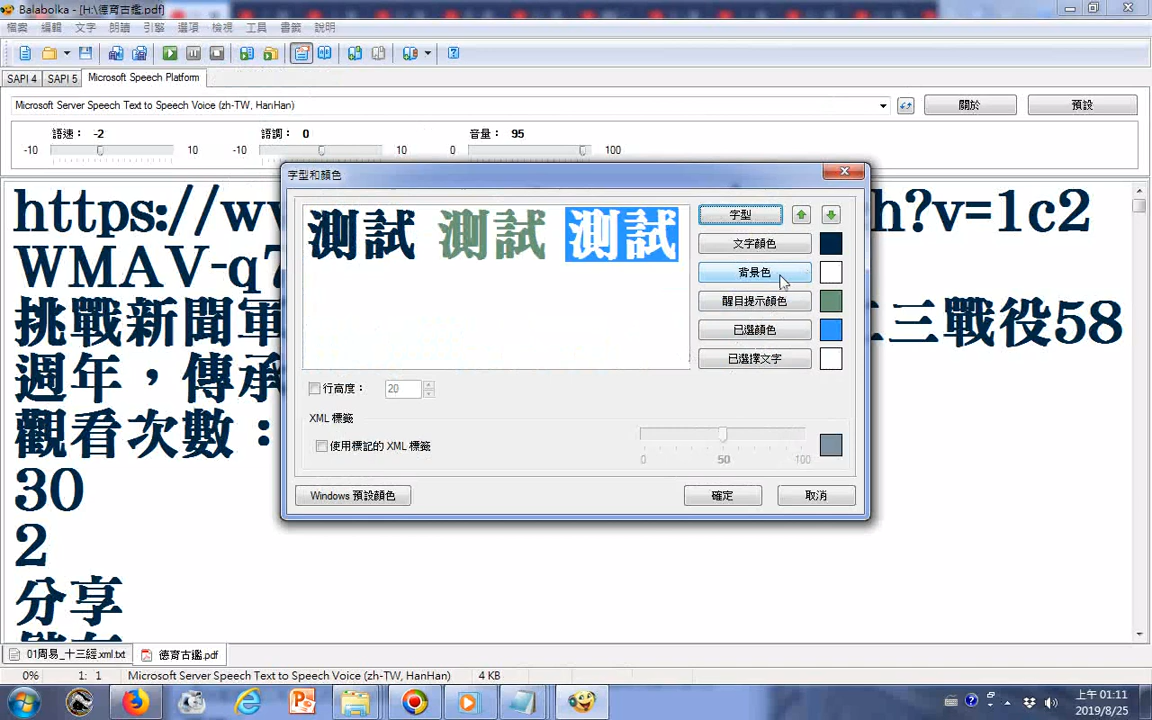 Balabolka - [H:\德育古鑑.pdf]
檔案 編輯 文字 朗讀 引擎 選項 檢視 工具 書籤 說明
SAPI 4 SAPI 5 Microsoft Speech Platform
Microsoft Server Speech Text to Speech Voice (zh-TW, HanHan) 關於 預設
語速： -2 語調： 0 音量： 95
-10 10 -10 10 0 100
字型和顏色
https://w h?v=1c2
WMAV-q7
挑戰新聞軍 二三戰役58
週年，傳承
觀看次數：
30
2
分享
測試 測試 測試
字型
文字顏色
背景色
醒目提示顏色
已選顏色
已選擇文字
行高度： 20
XML 標籤
使用標記的 XML 標籤
0 50 100
Windows 預設顏色 確定 取消
01周易_十三經.xml.txt 德育古鑑.pdf
0% 1: 1 Microsoft Server Speech Text to Speech Voice (zh-TW, HanHan) 4 KB
上午 01:11
2019/8/25